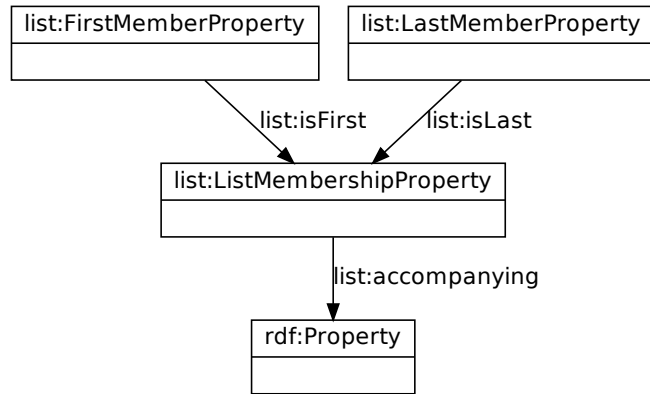 list:FirstMemberProperty
list:LastMemberProperty
list:isFirst
list:isLast
list:ListMembershipProperty
list:accompanying
rdf:Property